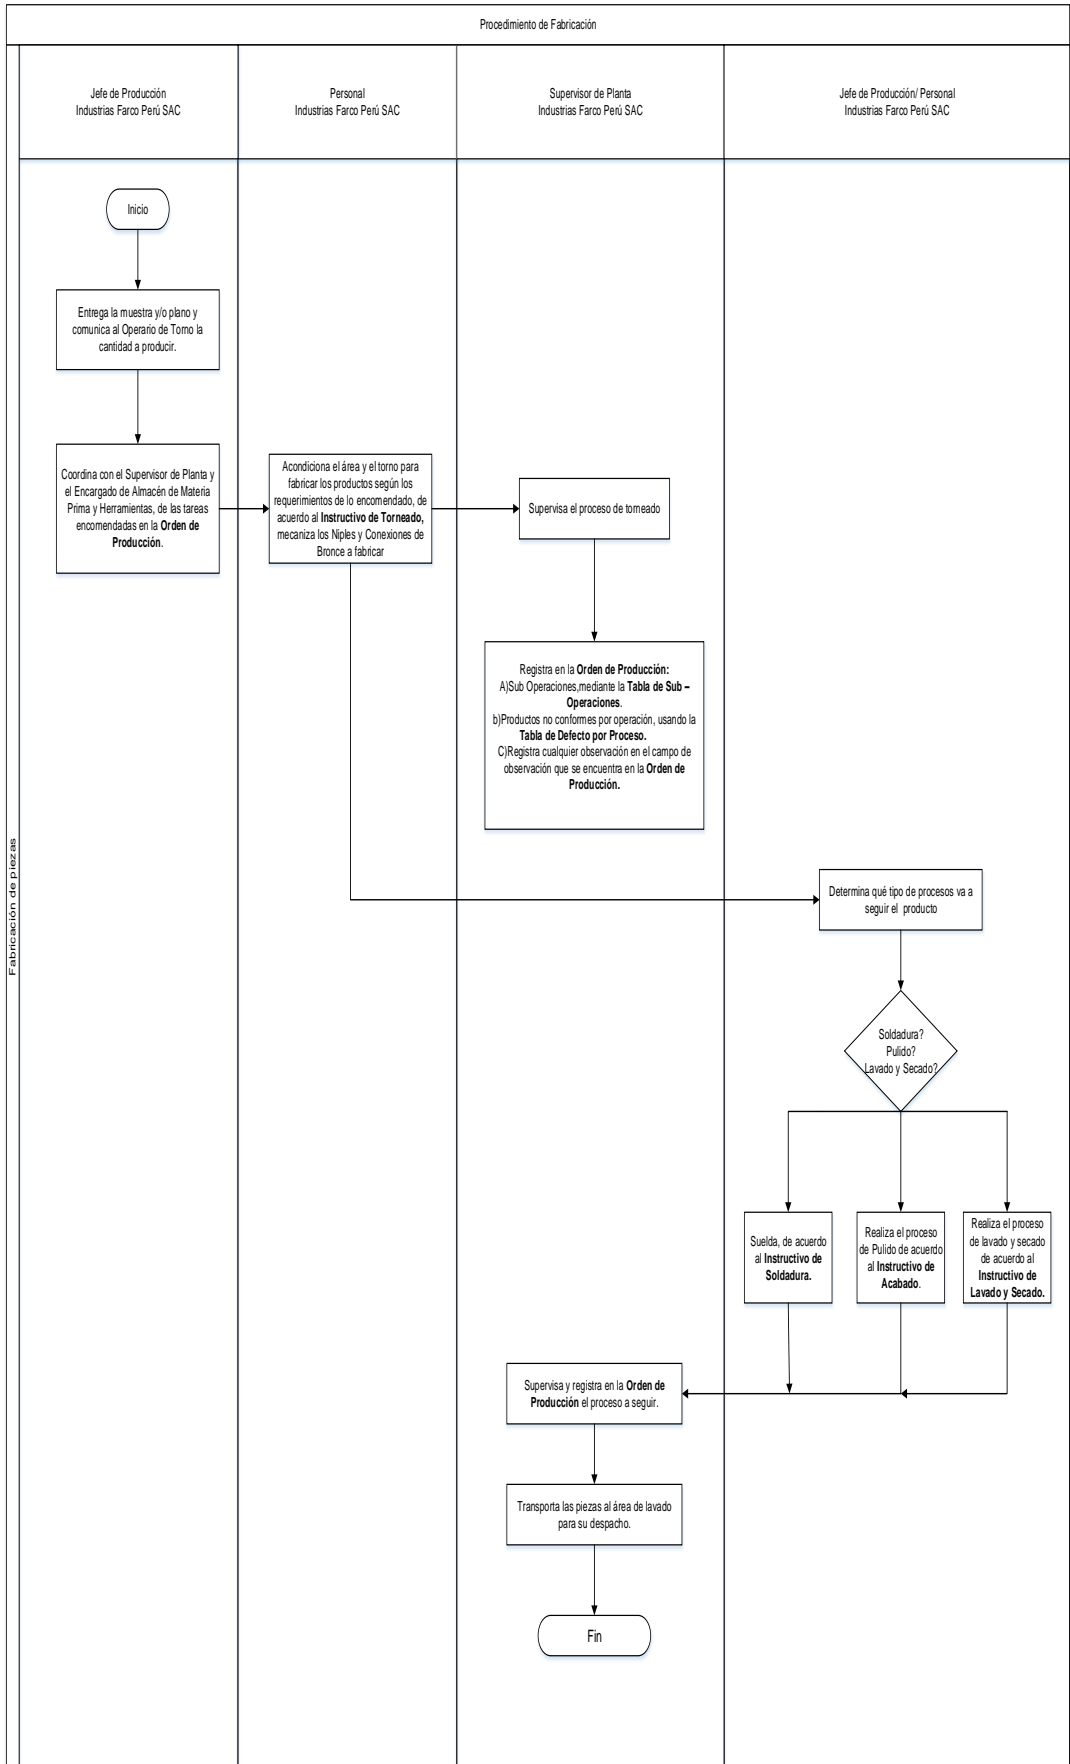 Procedimiento de Fabricación
Jefe de Producción
Industrias Farco Perú SAC
Personal
Industrias Farco Perú SAC
Supervisor de Planta
Industrias Farco Perú SAC
Jefe de Producción/ Personal
Industrias Farco Perú SAC
Fabricación de piezas
Inicio
Entrega la muestra y/o plano y
comunica al Operario de Torno la
cantidad a producir.
Coordina con el Supervisor de Planta y
el Encargado de Almacén de Materia
Prima y Herramientas, de las tareas
encomendadas en la Orden de
Producción.
Acondiciona el área y el torno para
fabricar los productos según los
requerimientos de lo encomendado, de
acuerdo al Instructivo de Torneado,
mecaniza los Niples y Conexiones de
Bronce a fabricar
Supervisa el proceso de torneado
Registra en la Orden de Producción:
A)Sub Operaciones,mediante la Tabla de Sub –
Operaciones.
b)Productos no conformes por operación, usando la
Tabla de Defecto por Proceso.
C)Registra cualquier observación en el campo de
observación que se encuentra en la Orden de
Producción.
Determina qué tipo de procesos va a
seguir el producto
Soldadura?
Pulido?
Lavado y Secado?
Suelda, de acuerdo
al Instructivo de
Soldadura.
Realiza el proceso
de Pulido de acuerdo
al Instructivo de
Acabado.
Realiza el proceso
de lavado y secado
de acuerdo al
Instructivo de
Lavado y Secado.
Supervisa y registra en la Orden de
Producción el proceso a seguir.
Transporta las piezas al área de lavado
para su despacho.
Fin